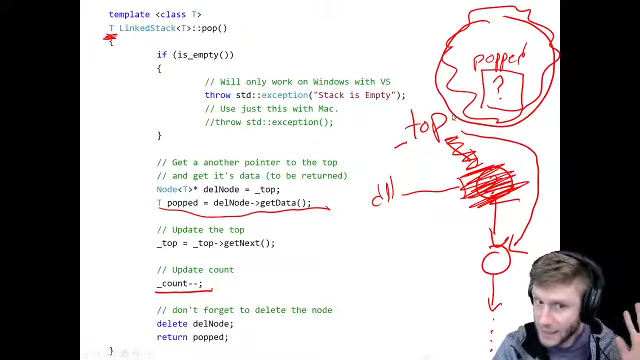 template <class T>
T LinkedStack<T>::pop()
{
if (is_empty())
{
// Will only work on Windows with VS
throw std::exception("Stack is Empty");
// Use just this with Mac.
//throw std::exception();
}
// Get a another pointer to the top
// and get it's data (to be returned)
Node<T>* delNode = _top;
T popped = delNode->getData();
// Update the top
_top = _top->getNext();
// Update count
_count--;
// don't forget to delete the node
delete delNode;
return popped;
}
popped
?
_top